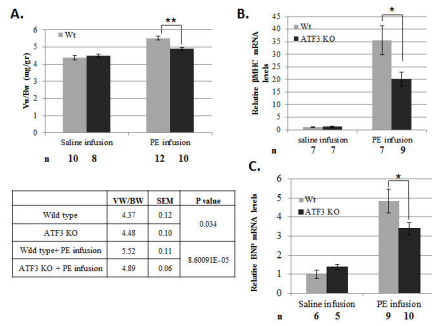 A.
Wt
**
Vw/Bw (mg/gr)
6
5
4
3
2
1
0
Saline infusion PE infusion
n 10 8 12 10
VW/BW SEM P value
Wild type 4.37 0.12
0.034
ATF3 KO 4.48 0.10
Wild type+ PE infusion 5.52 0.11
8.60091E-05
ATF3 KO + PE infusion 4.89 0.06
B.
Wt
ATF3 KO
*
Relative βMHC mRNA
levels
45
40
35
30
25
20
15
10
5
0
Saline infusion PE infusion
n 7 7 7 9
C.
Wt
ATF3 KO
*
Relative BNP mRNA levels
6
5
4
3
2
1
0
Saline infusion PE infusion
n 6 5 9 10